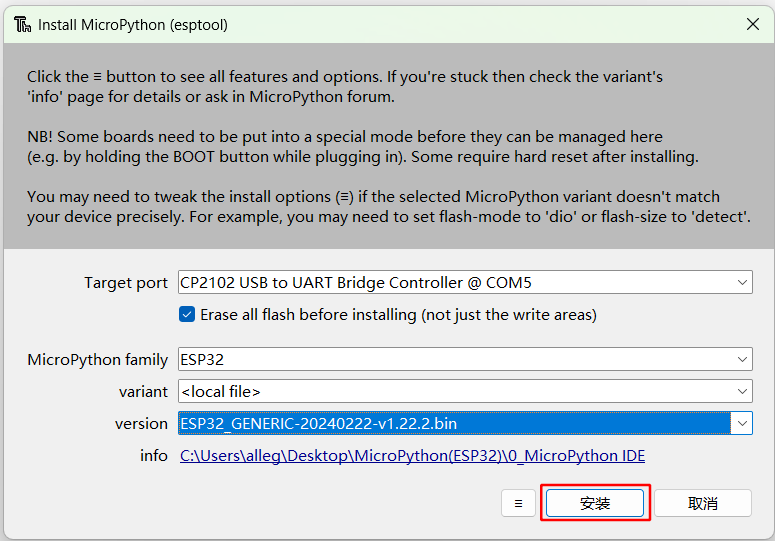 Install MicroPython (esptool)
Click the ≡ button to see all features and options. If you're stuck then check the variant's
'info' page for details or ask in MicroPython forum.
NB! Some boards need to be put into a special mode before they can be managed here
(e.g. by holding the BOOT button while plugging in). Some require hard reset after installing.
You may need to tweak the install options (≡) if the selected MicroPython variant doesn't match
your device precisely. For example, you may need to set flash-mode to 'dio' or flash-size to 'detect'.
Target port CP2102 USB to UART Bridge Controller @ COM5
Erase all flash before installing (not just the write areas)
MicroPython family ESP32
variant <local file>
version ESP32_GENERIC-20240222-v1.22.2.bin
info C:\Users\alleg\Desktop\MicroPython(ESP32)\0_MicroPython IDE
≡ 安装 取消